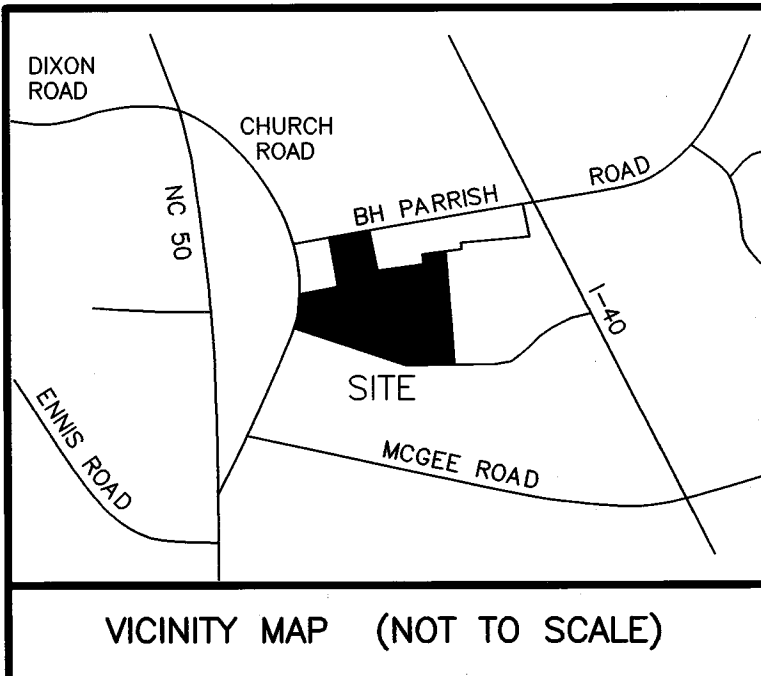 DIXON
ROAD
CHURCH
ROAD
NC 50
BH PARRISH ROAD
I-40
SITE
ENNIS ROAD
MCGEE ROAD
VICINITY MAP (NOT TO SCALE)